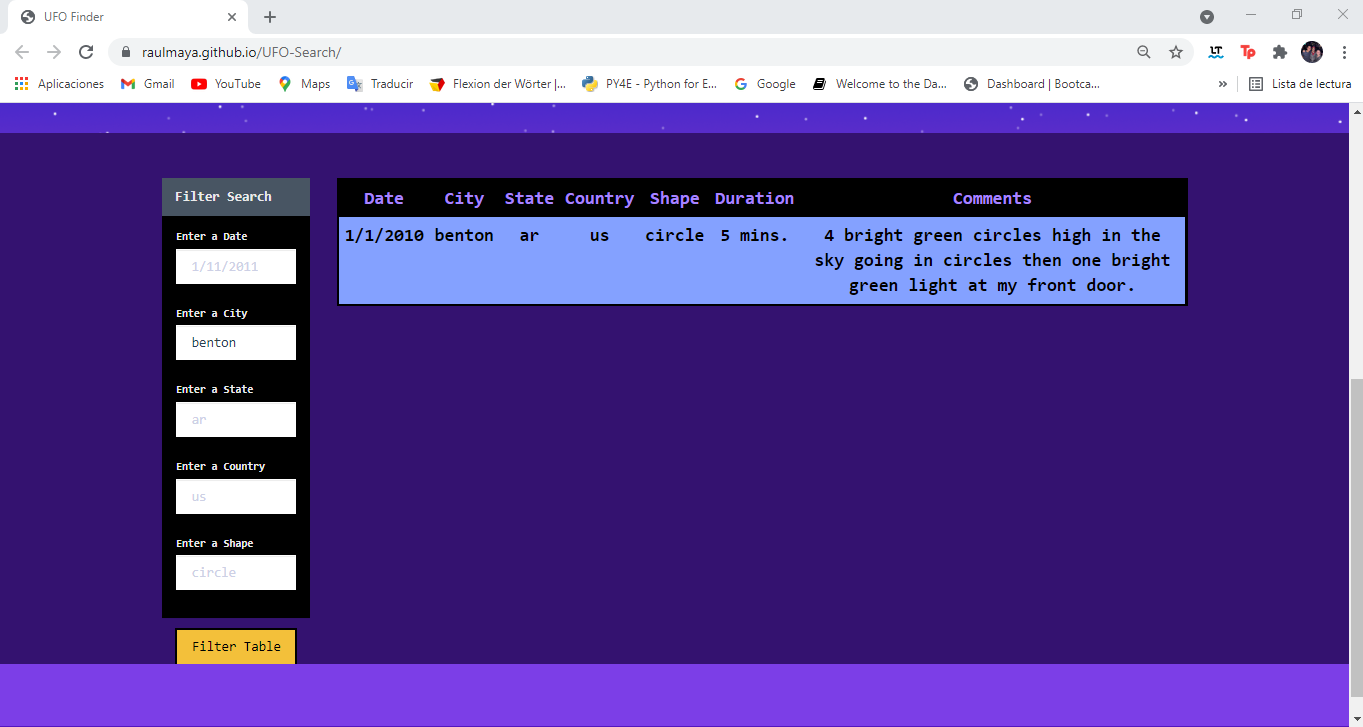 UFO Finder
raulmaya.github.io/UFO-Search/
LT Tp
Aplicaciones Gmail YouTube Maps Traducir Flexion der Wörter |... PY4E - Python for E... Google Welcome to the Da... Dashboard | Bootca... » Lista de lectura
Filter Search
Enter a Date
1/11/2011
Enter a City
benton
Enter a State
ar
Enter a Country
us
Enter a Shape
circle
Filter Table
Date City State Country Shape Duration Comments
1/1/2010 benton ar us circle 5 mins. 4 bright green circles high in the
sky going in circles then one bright
green light at my front door.